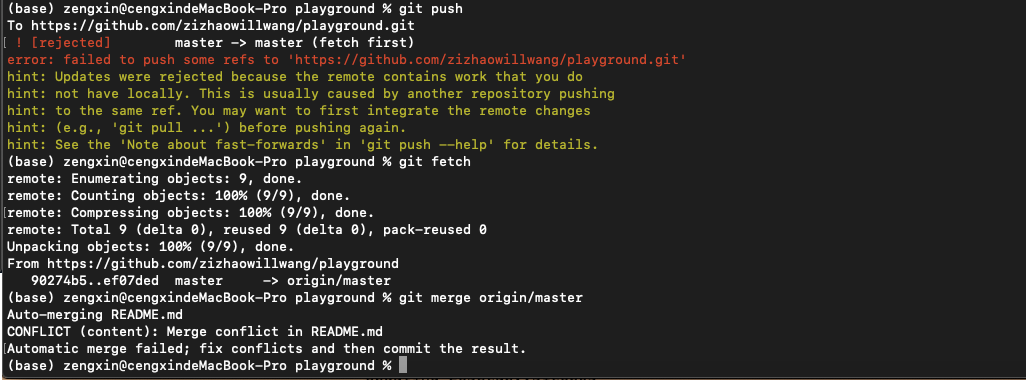 (base) zengxin@cengxindeMacBook-Pro playground % git push
To https://github.com/zizhaowillwang/playground.git
[ ! [rejected]        master -> master (fetch first)
error: failed to push some refs to 'https://github.com/zizhaowillwang/playground.git'
hint: Updates were rejected because the remote contains work that you do
hint: not have locally. This is usually caused by another repository pushing
hint: to the same ref. You may want to first integrate the remote changes
hint: (e.g., 'git pull ...') before pushing again.
hint: See the 'Note about fast-forwards' in 'git push --help' for details.
(base) zengxin@cengxindeMacBook-Pro playground % git fetch
remote: Enumerating objects: 9, done.
remote: Counting objects: 100% (9/9), done.
[remote: Compressing objects: 100% (9/9), done.
remote: Total 9 (delta 0), reused 9 (delta 0), pack-reused 0
Unpacking objects: 100% (9/9), done.
From https://github.com/zizhaowillwang/playground
   90274b5..ef07ded  master     -> origin/master
(base) zengxin@cengxindeMacBook-Pro playground % git merge origin/master
Auto-merging README.md
CONFLICT (content): Merge conflict in README.md
[Automatic merge failed; fix conflicts and then commit the result.
(base) zengxin@cengxindeMacBook-Pro playground %